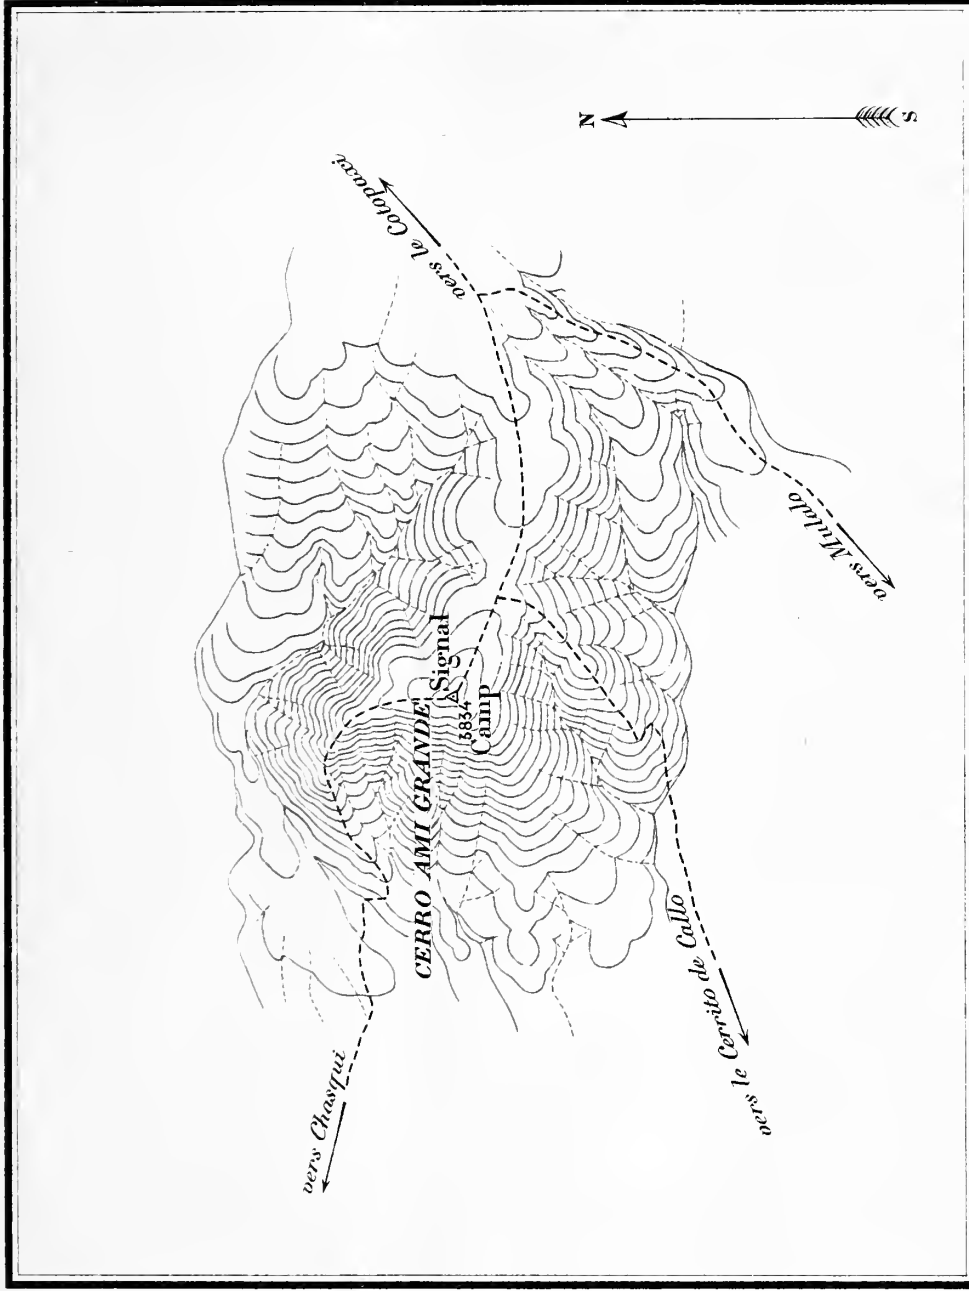 N
S
vers le Cotopaxi
Signal
3834
Camp
CERRO AMI GRANDE
vers Mulalo
vers le Cerrito de Callo
vers Chasqui